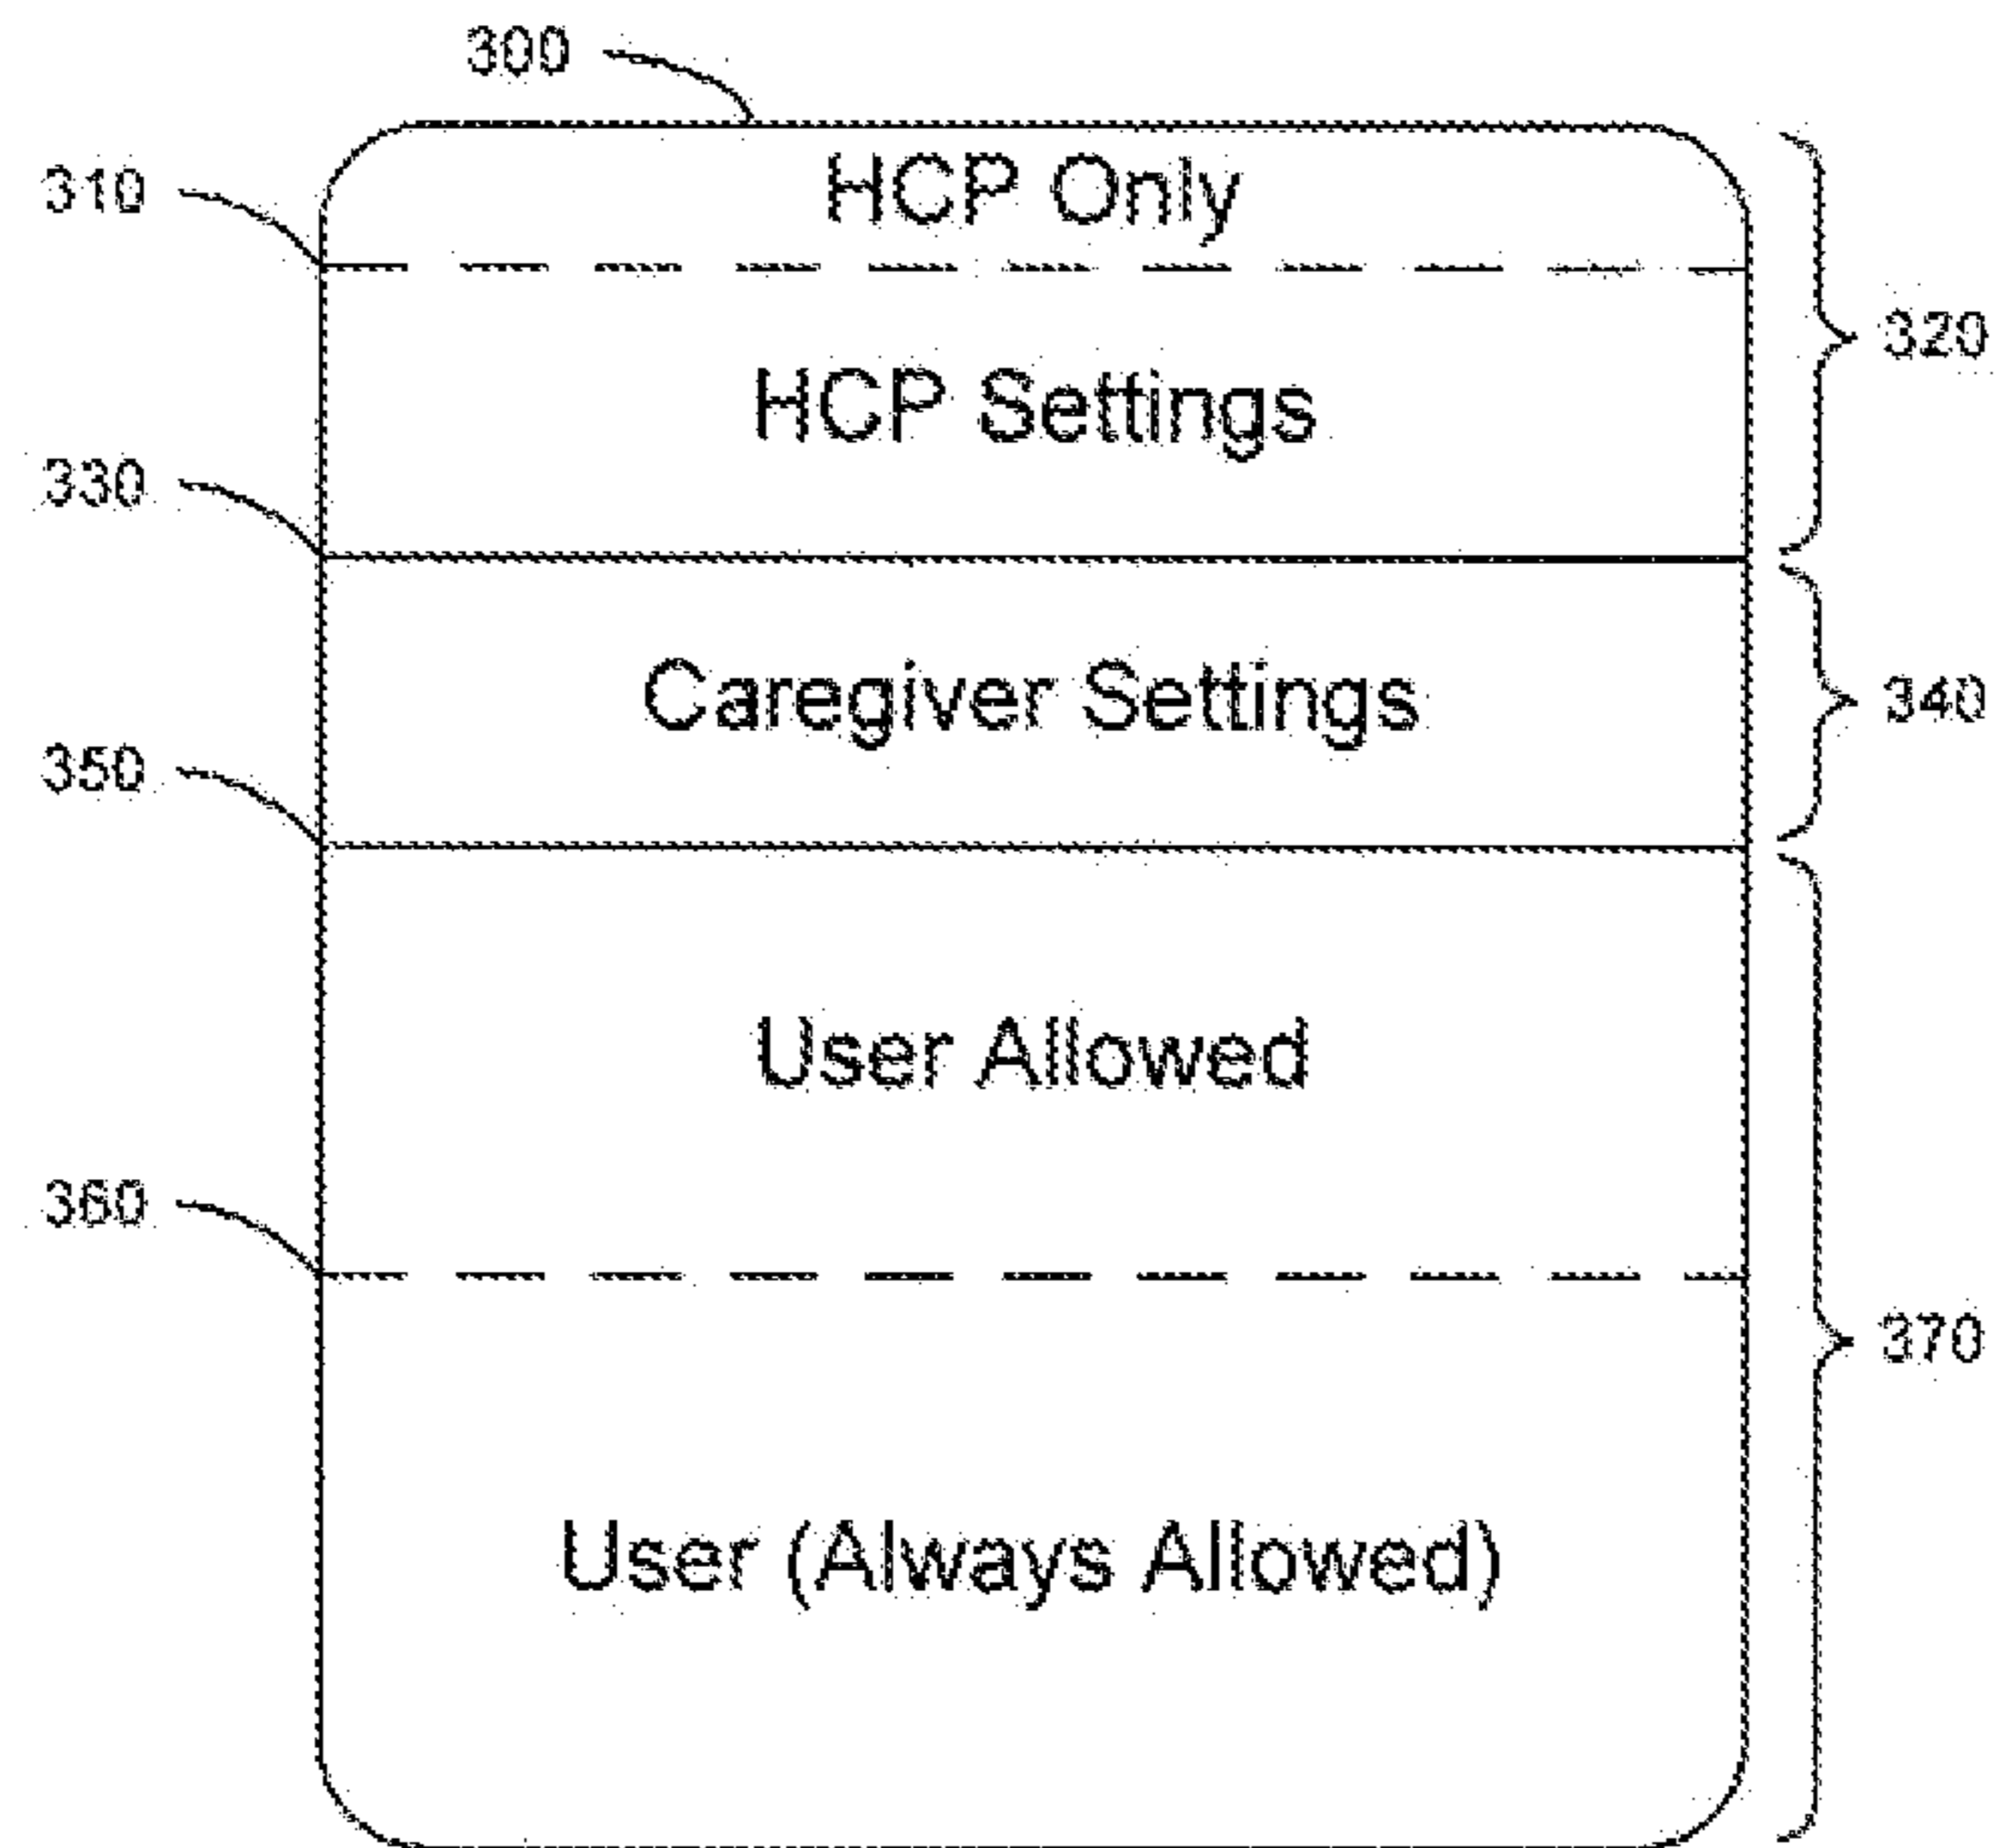 300
HCP Only
310
HCP Settings
320
330
Caregiver Settings
340
350
User Allowed
360
370
User (Always Allowed)